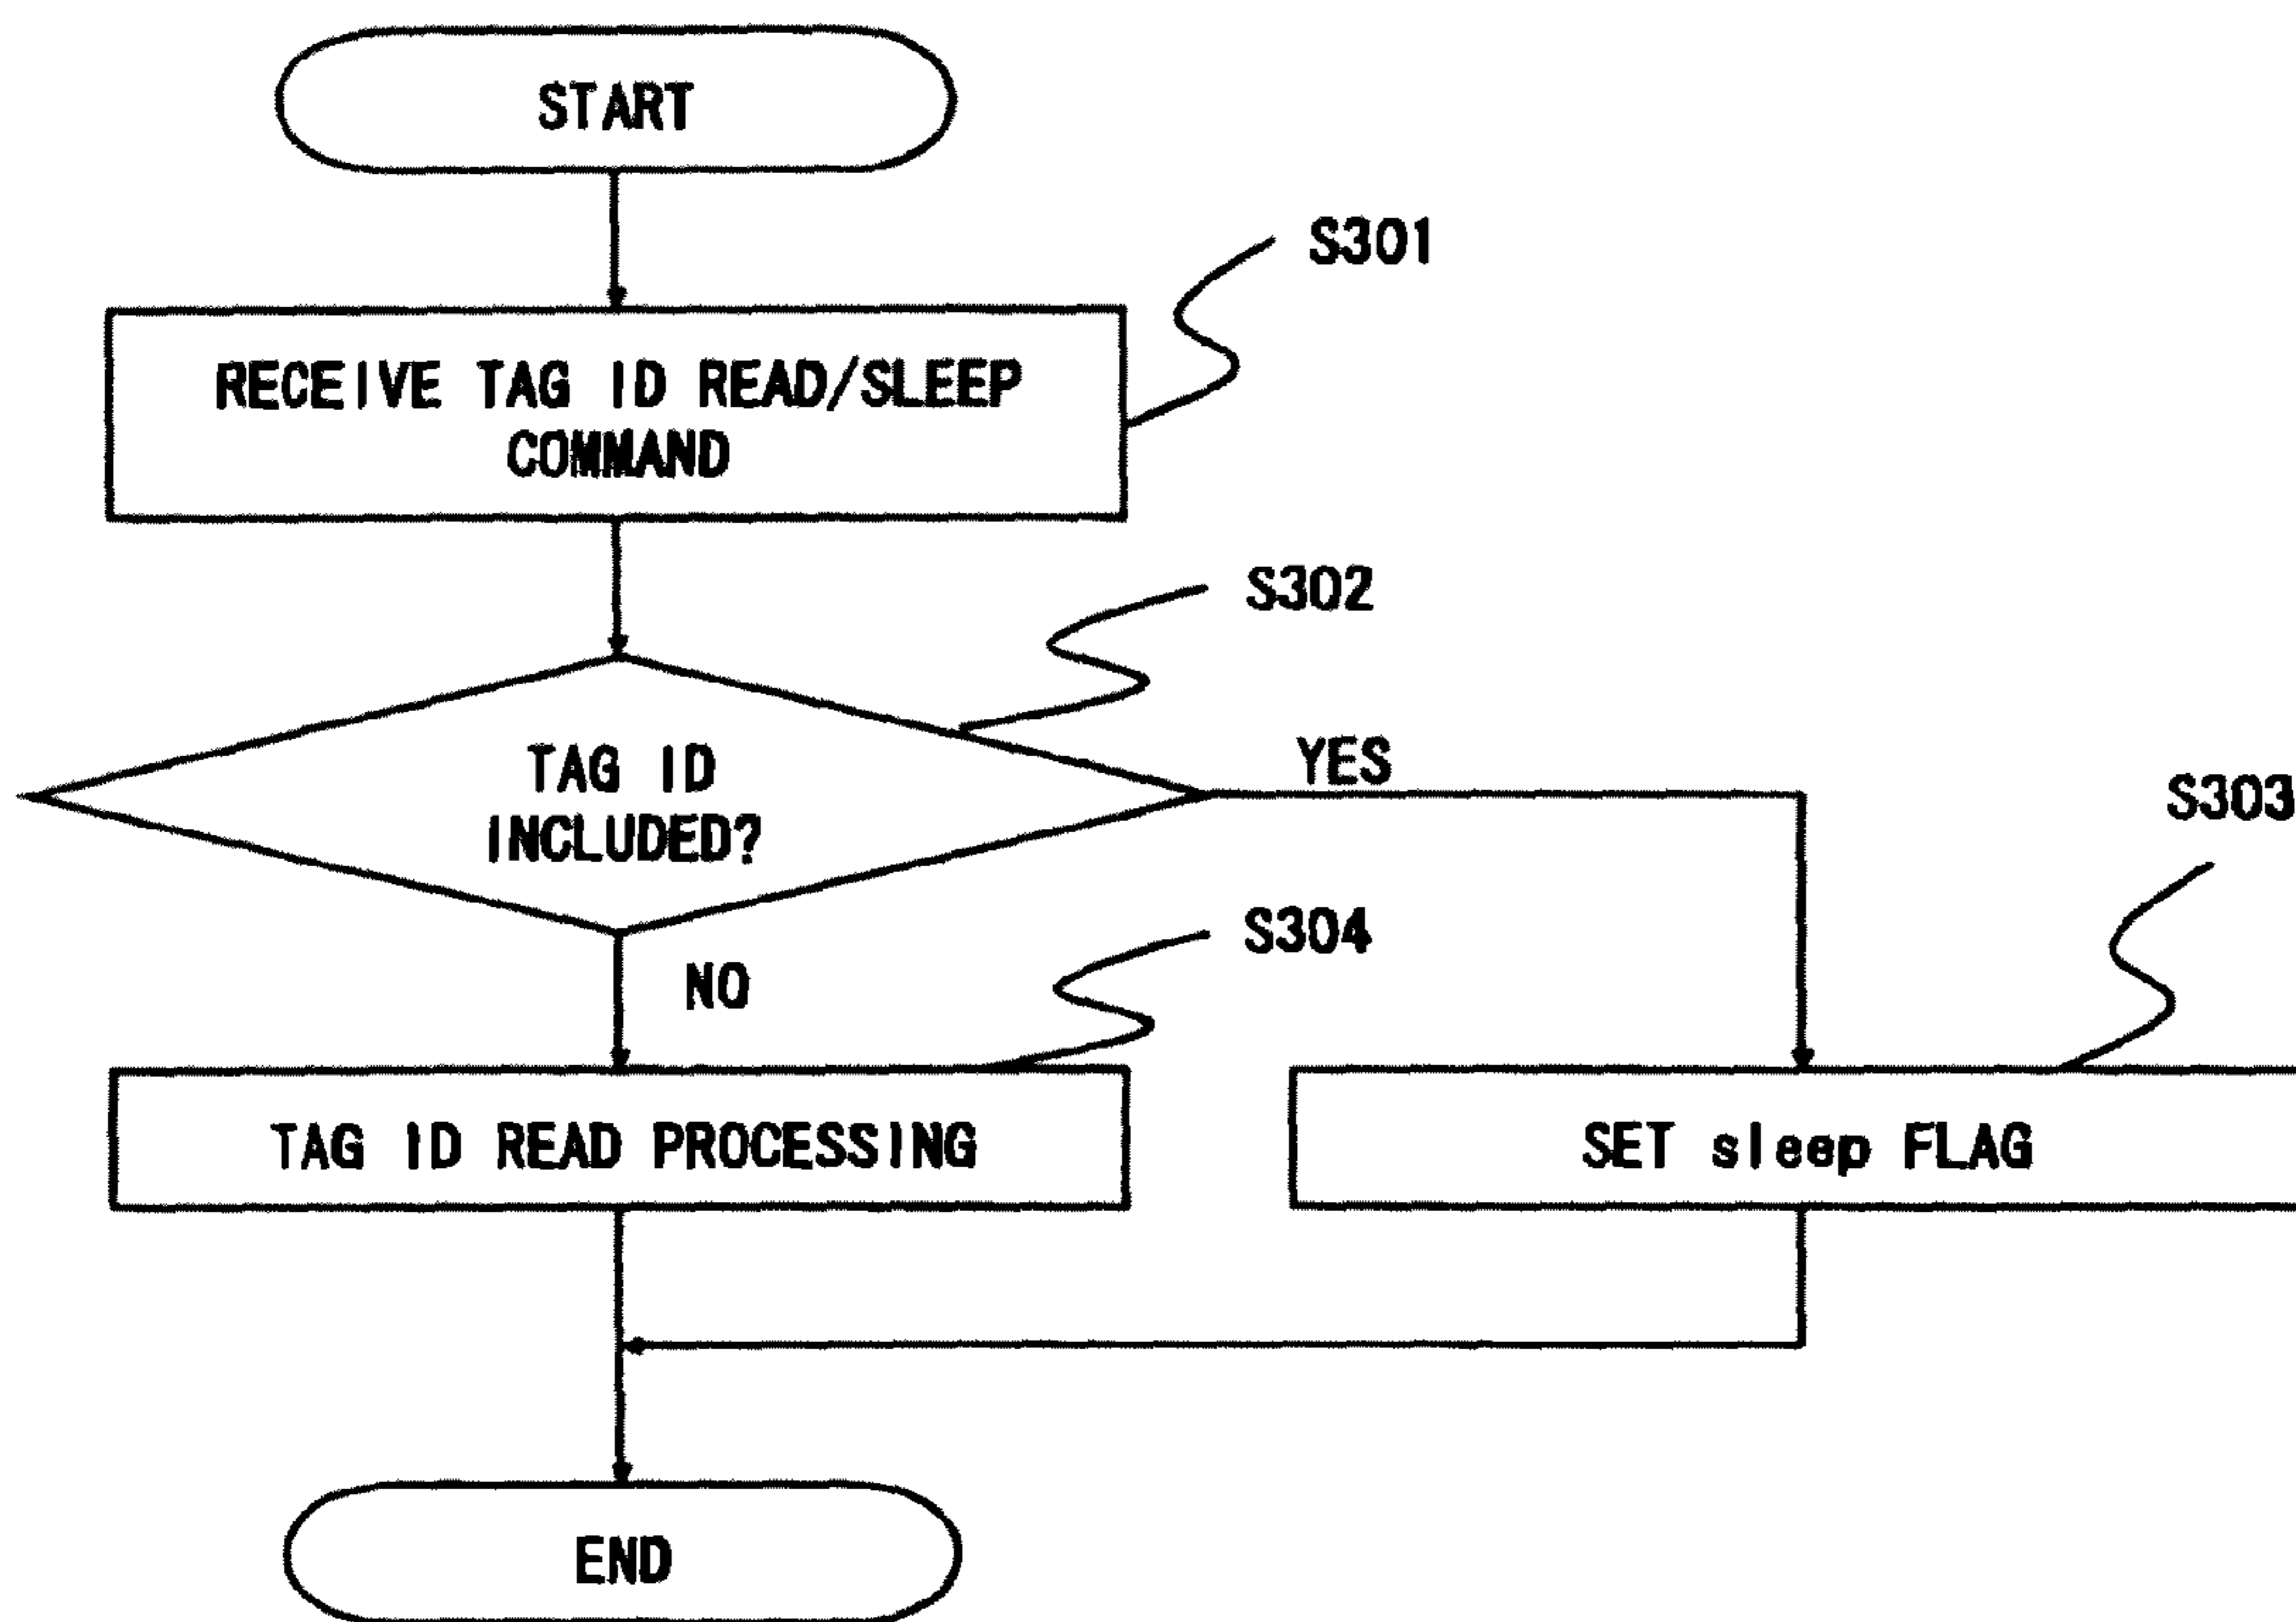 START
S301
RECEIVE TAG ID READ/SLEEP
COMMAND
S302
TAG ID
INCLUDED?
YES
S303
S304
NO
TAG ID READ PROCESSING
SET sleep FLAG
END